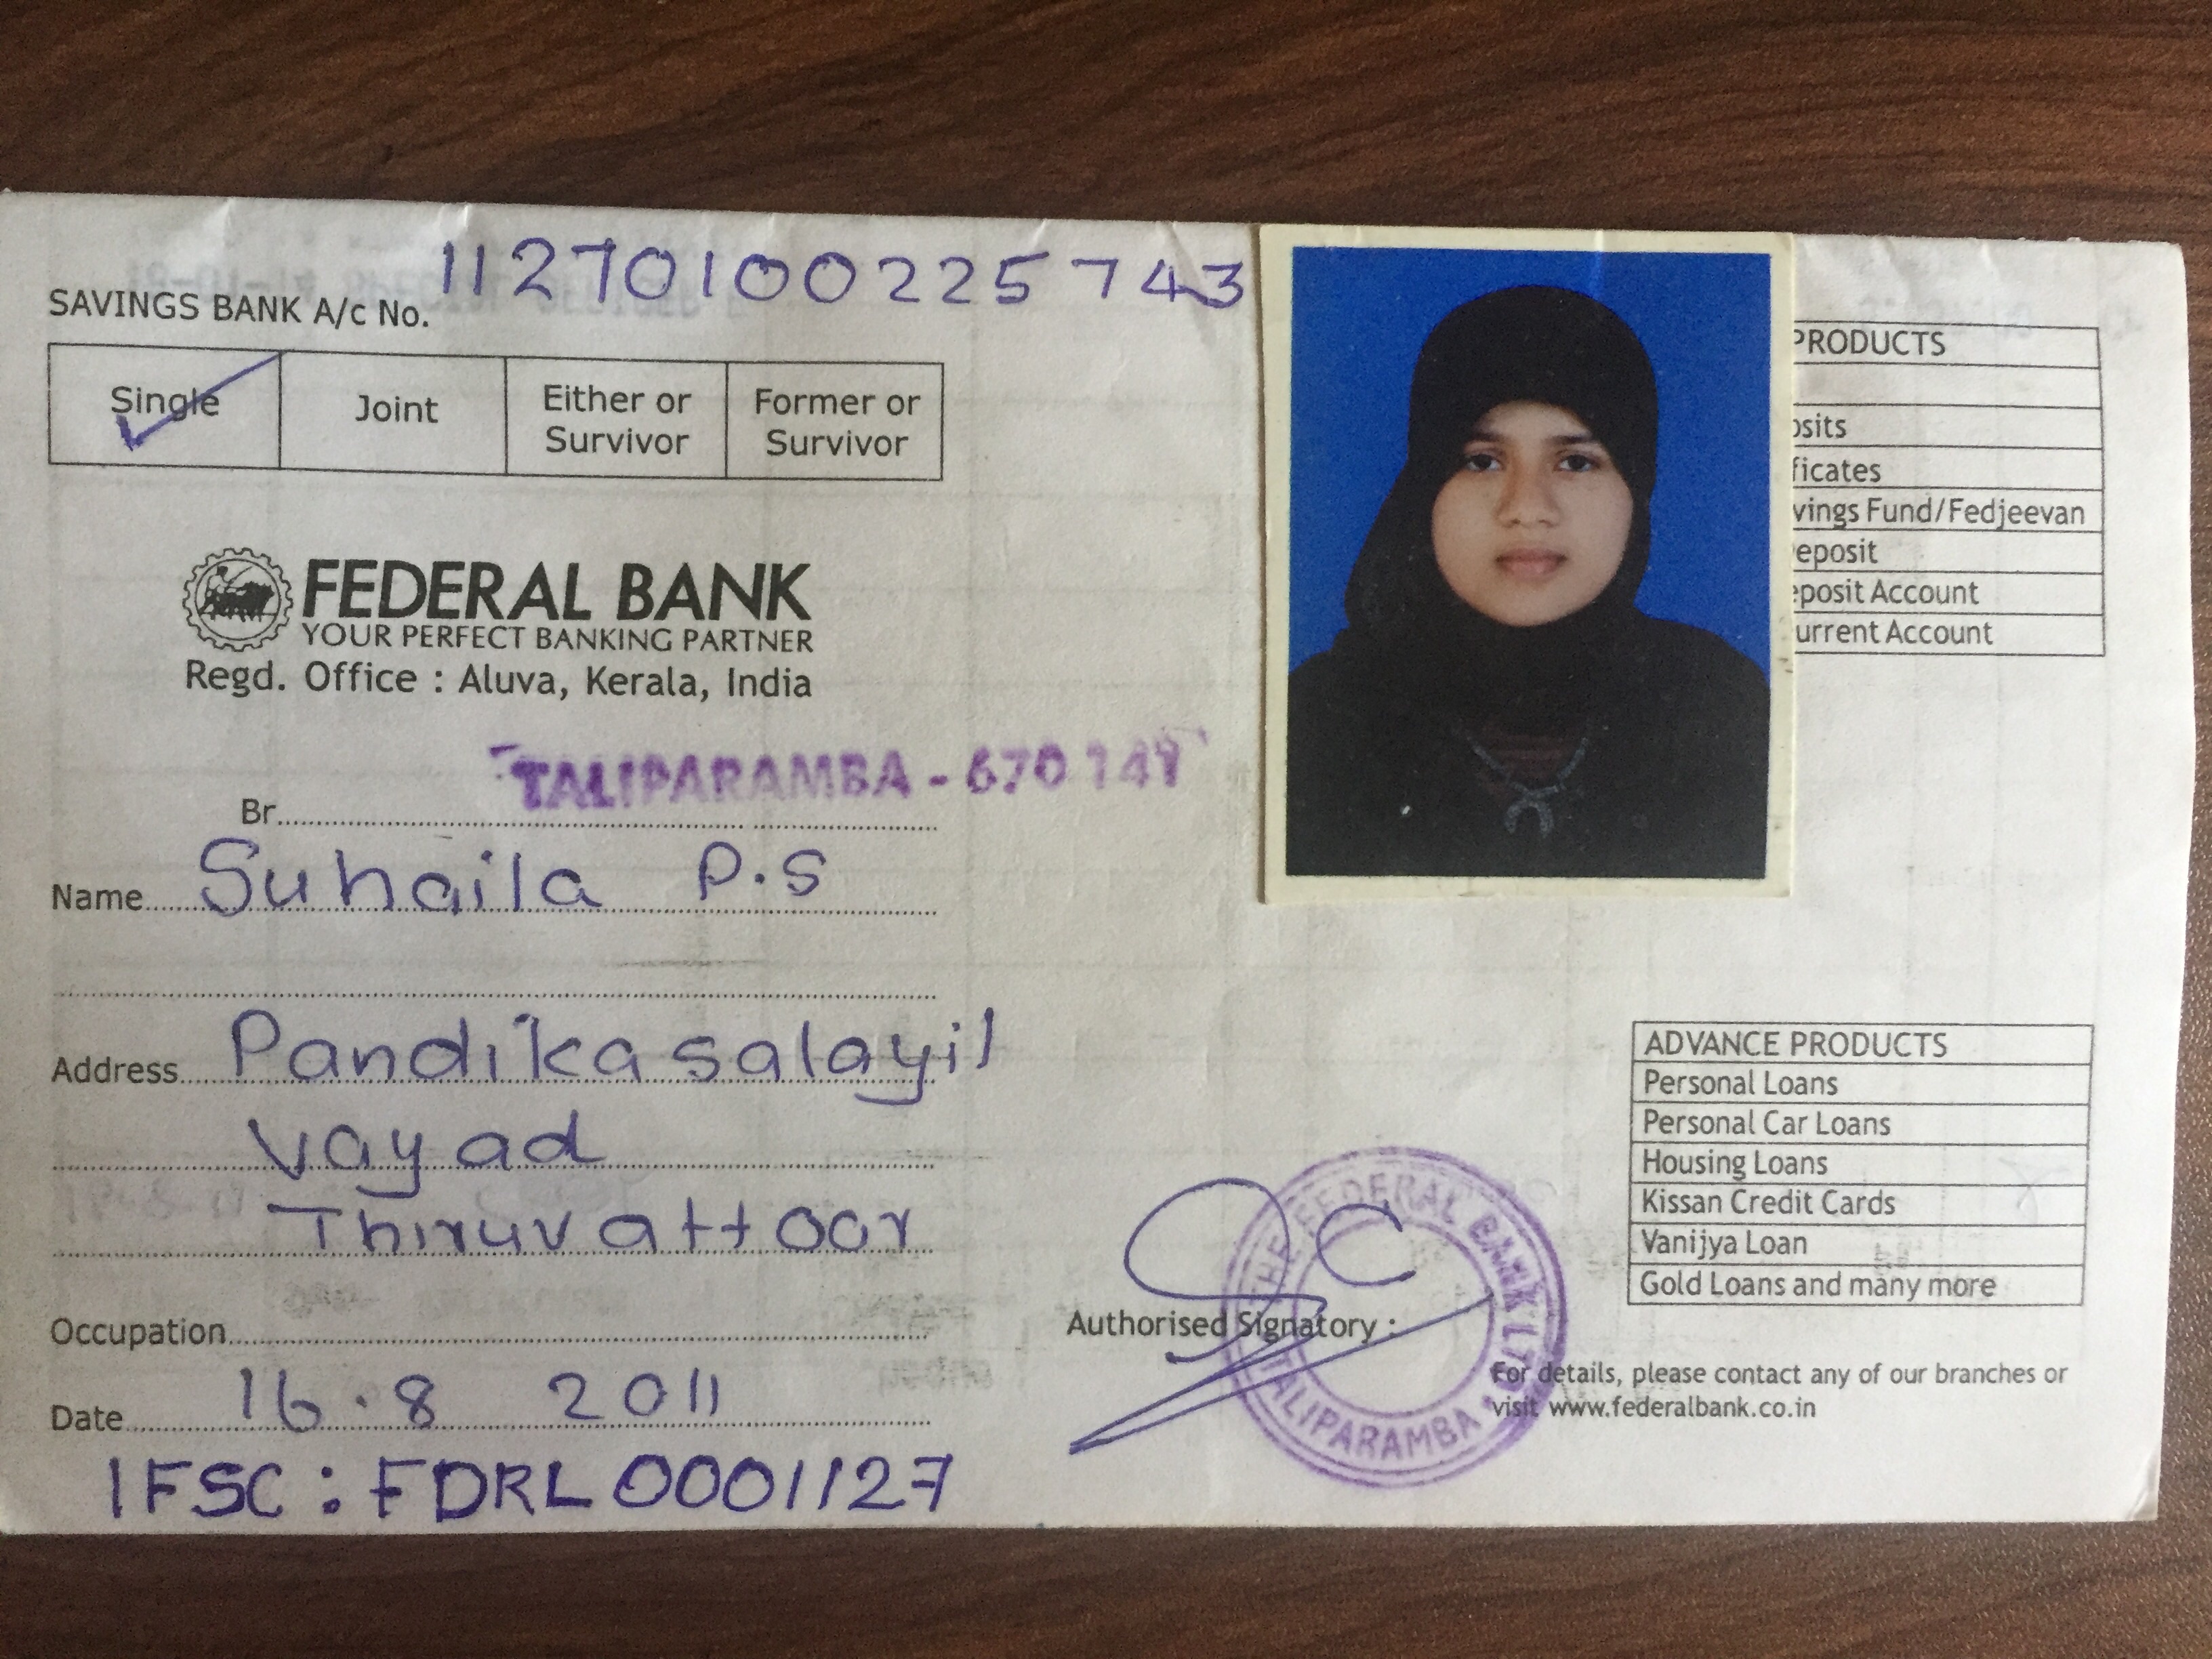 SAVINGS BANK A/c No. 11270100225743
Single Joint Either or Survivor Former or Survivor
FEDERAL BANK
YOUR PERFECT BANKING PARTNER
Regd. Office : Aluva, Kerala, India
TALIPARAMBA - 670 141
Br
Name Suhaila P.S
Address Pandikasalayil
Vayad
Thiruvattoor
Occupation
Date 16.8 2011
IFSC : FDRL0001127
Authorised Signatory :
THE FEDERAL BANK LTD
TALIPARAMBA
PRODUCTS
osits
ficates
vings Fund/Fedjeevan
eposit
eposit Account
urrent Account
ADVANCE PRODUCTS
Personal Loans
Personal Car Loans
Housing Loans
Kissan Credit Cards
Vanijya Loan
Gold Loans and many more
For details, please contact any of our branches or
visit www.federalbank.co.in